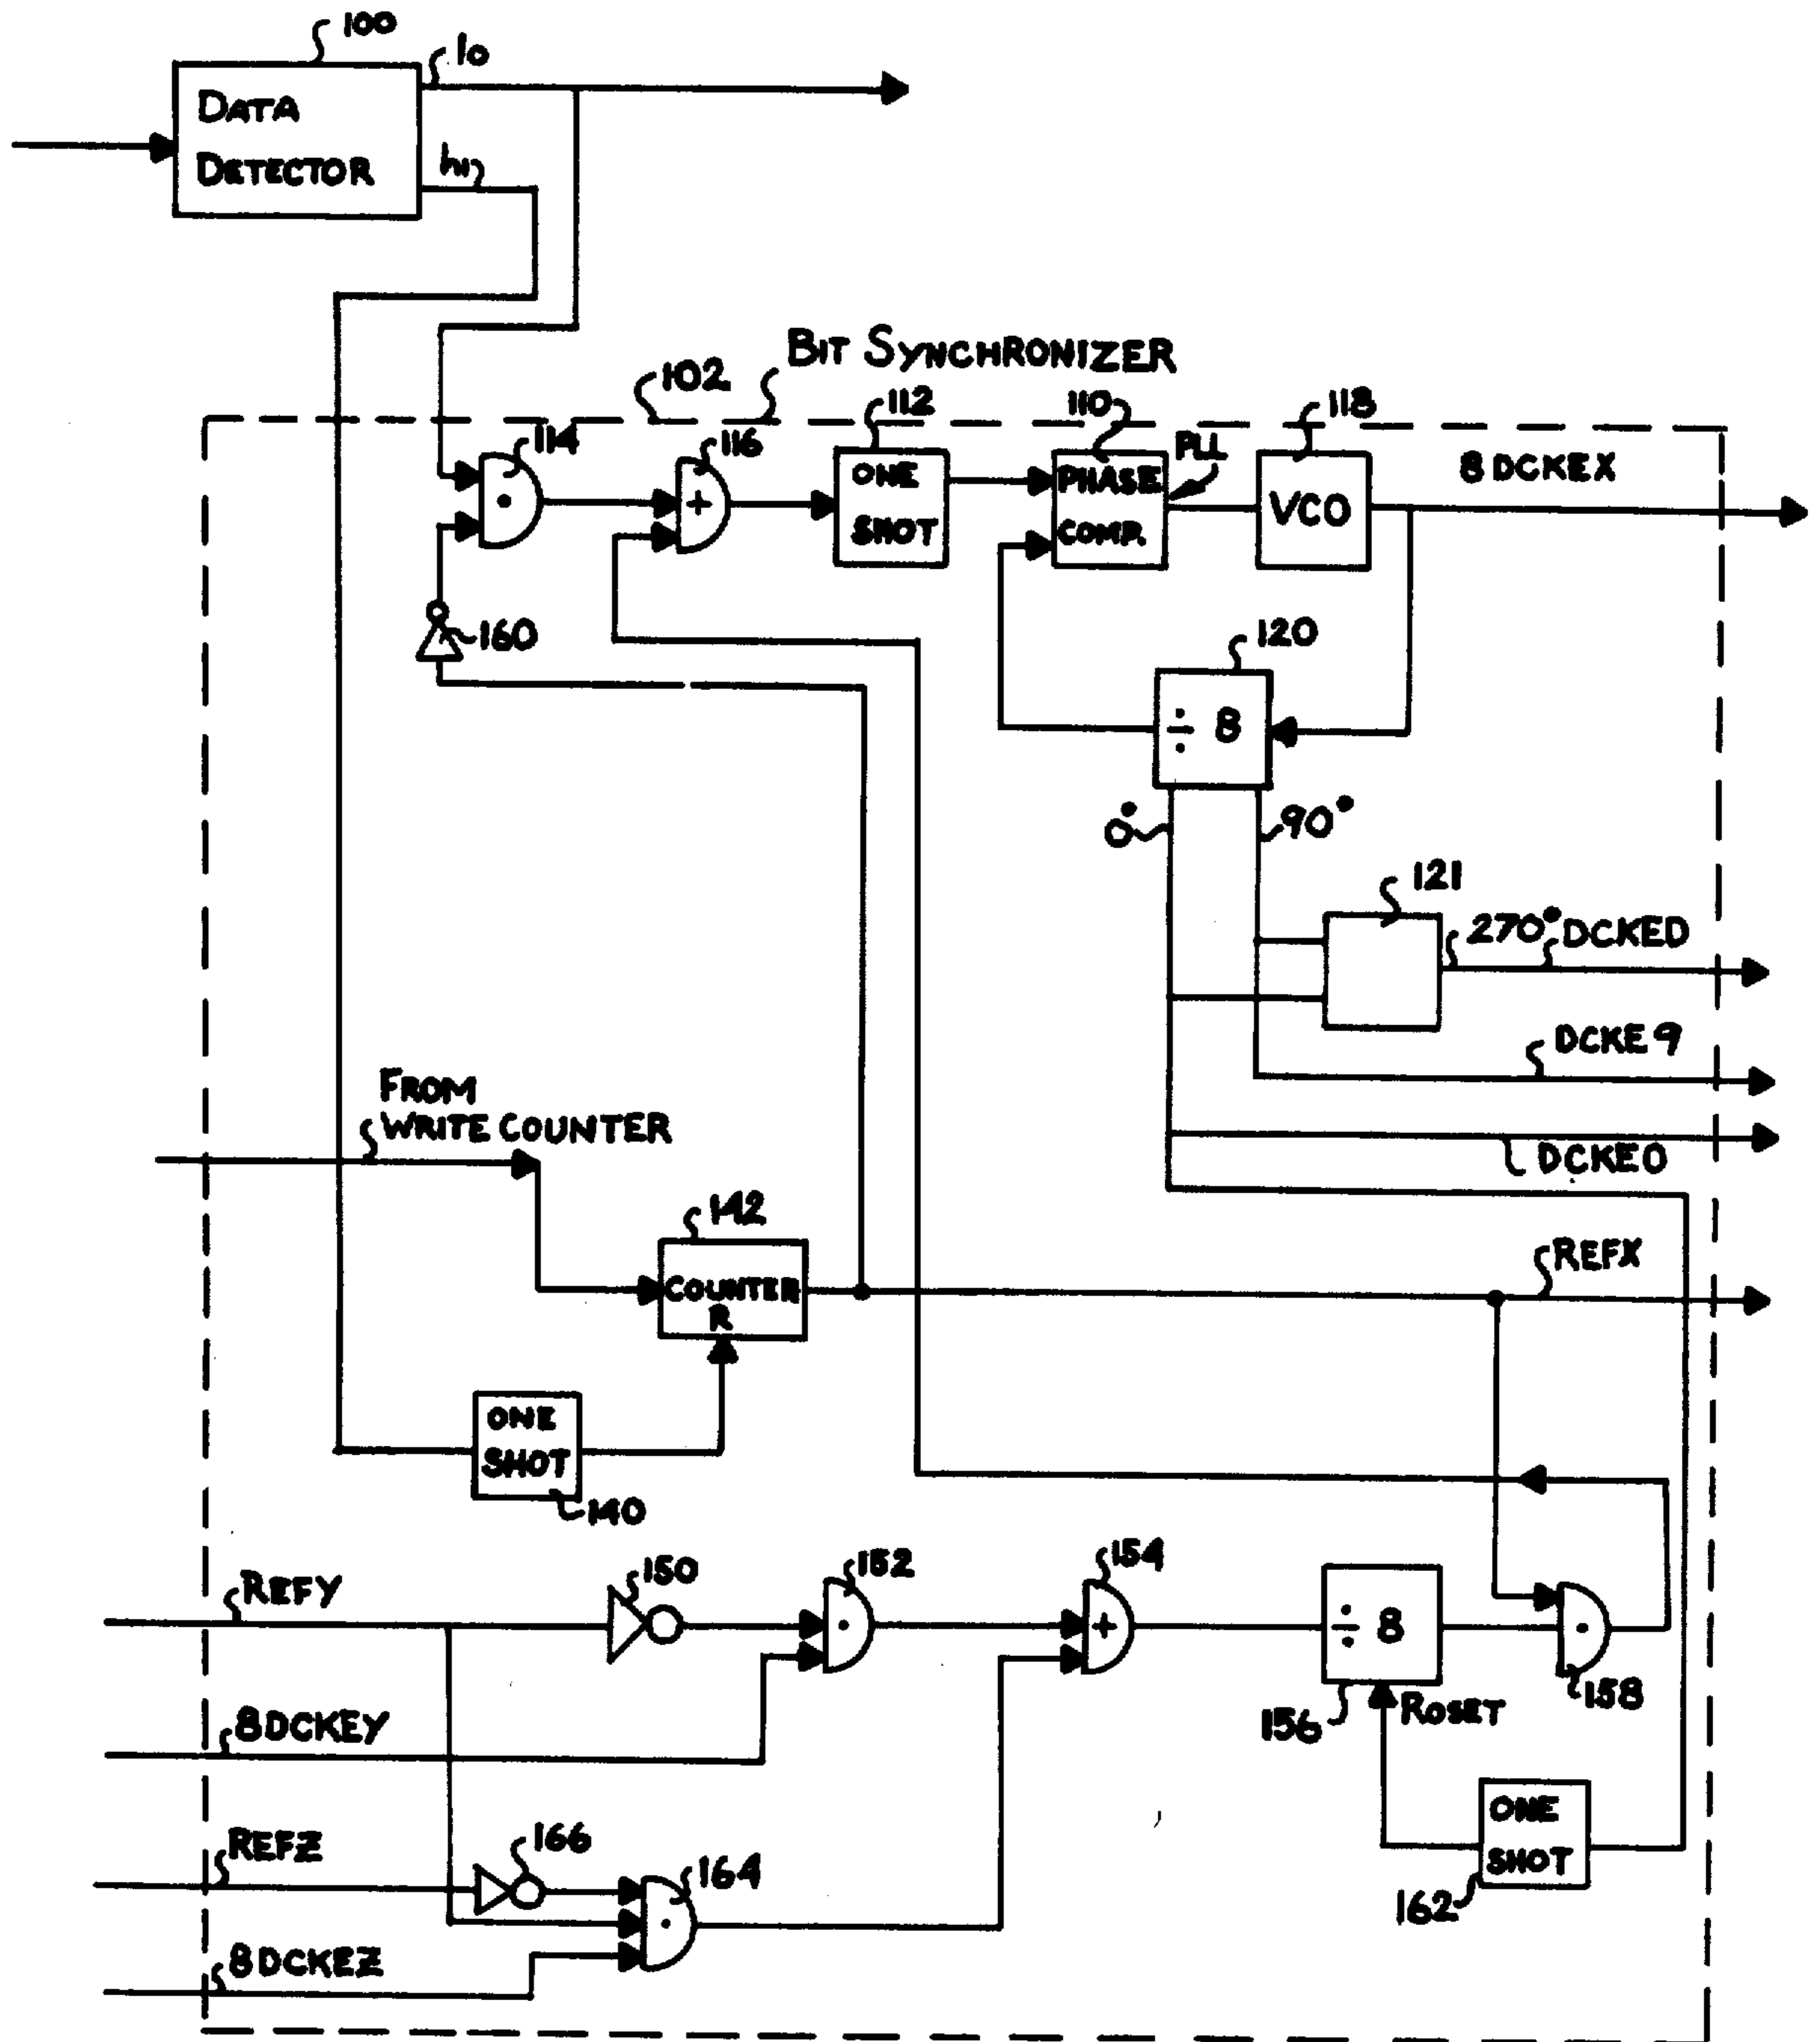 100
lo
DATA
DETECTOR
hi
BIT SYNCHRONIZER
102
112
110
118
114
116
PLL
8 DCKEX
ONE
SHOT
PHASE
COMP.
VCO
160
120
÷ 8
0°
90°
121
270° DCKED
DCKE9
FROM
WRITE COUNTER
DCKE0
142
COUNTER
R
REFX
ONE
SHOT
140
REFY
150
152
154
÷ 8
158
156
ROSET
8DCKEY
REFZ
166
164
ONE
SHOT
162
8DCKEZ